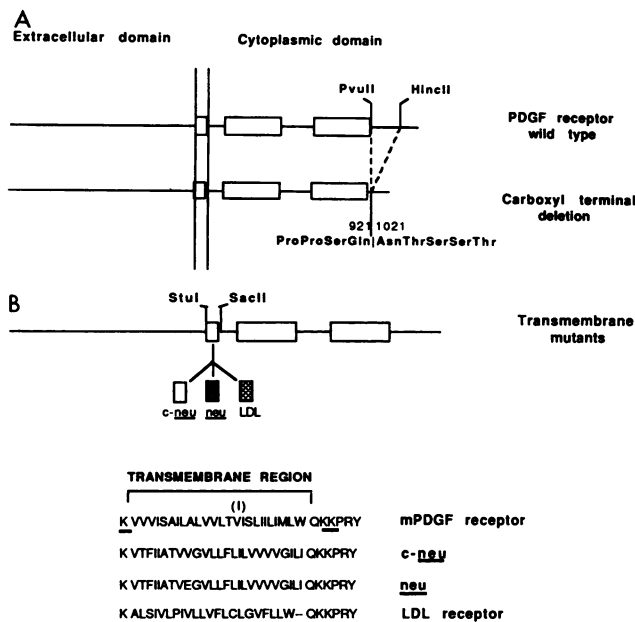 A
Extracellular domain Cytoplasmic domain
PvuII HincII
PDGF receptor
wild type
Carboxyl terminal
deletion
921 1021
ProProSerGln|AsnThrSerSerThr
B
StuI SacII
Transmembrane
mutants
c-neu neu LDL
TRANSMEMBRANE REGION
(I)
K VVVISAILALVVLTVISLIILIMLW QKKPRY mPDGF receptor
KVTFIIATVVGVLLFLILVVVVGILI QKKPRY c-neu
KVTFIIATVEGVLLFLILVVVVGILI QKKPRY neu
K ALSIVLPIVLLVFLCLGVFLLW-- QKKPRY LDL receptor